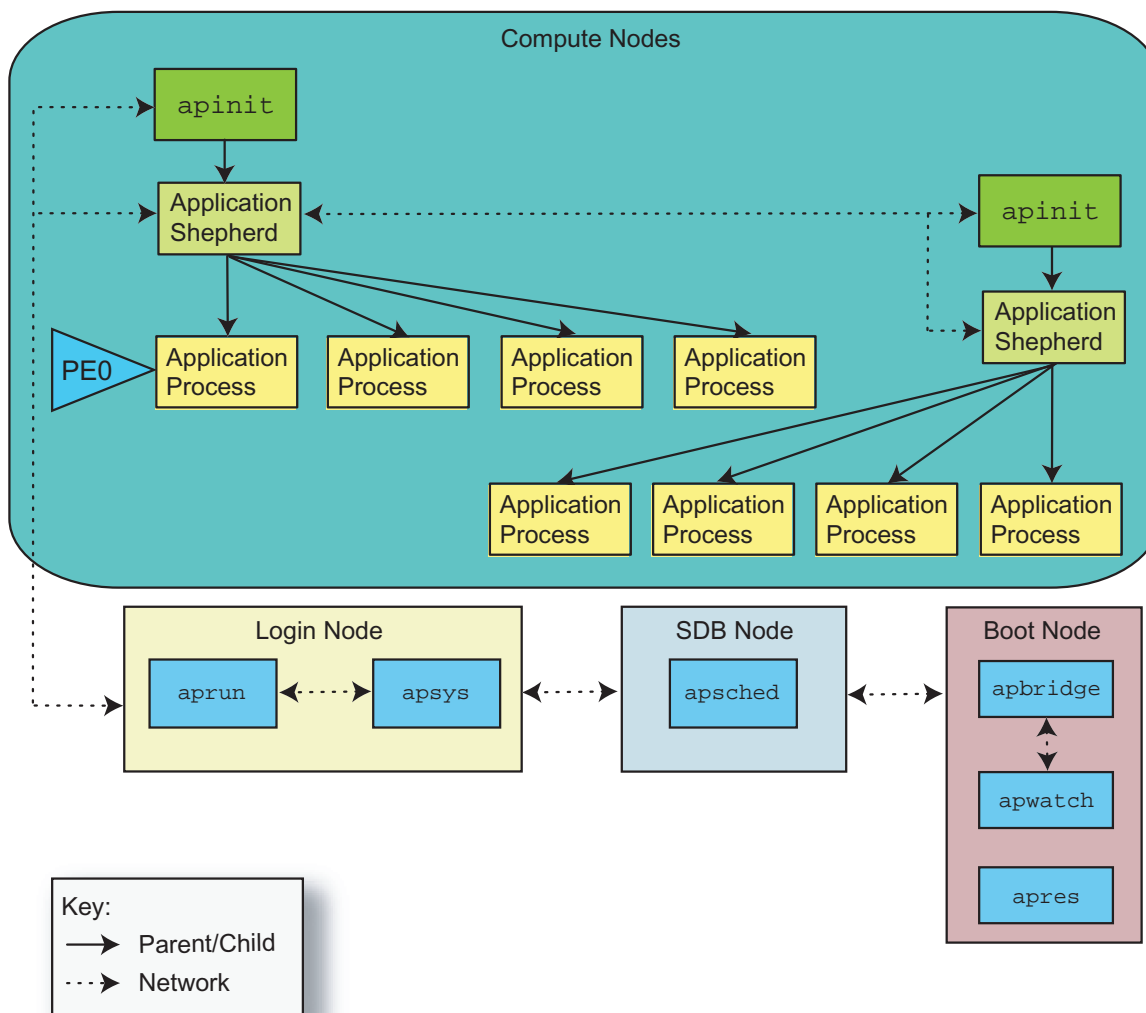 Compute Nodes
apinit
Application
Shepherd
apinit
Application
Shepherd
PE0
Application
Process
Application
Process
Application
Process
Application
Process
Application
Process
Application
Process
Application
Process
Application
Process
Login Node
aprun
apsys
SDB Node
apsched
Boot Node
apbridge
apwatch
apres
Key:
Parent/Child
Network